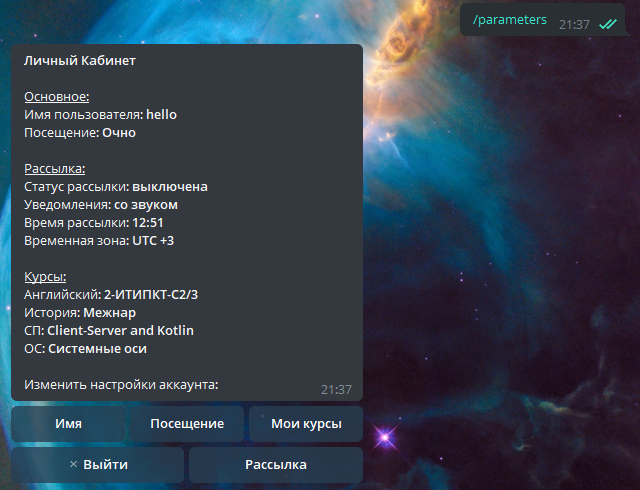 /parameters 21:37
Личный Кабинет
Основное:
Имя пользователя: hello
Посещение: Очно
Рассылка:
Статус рассылки: выключена
Уведомления: со звуком
Время рассылки: 12:51
Временная зона: UTC +3
Курсы:
Английский: 2-ИТИПКТ-С2/3
История: Межнар
СП: Client-Server and Kotlin
ОС: Системные оси
Изменить настройки аккаунта:
21:37
Имя Посещение Мои курсы
× Выйти Рассылка